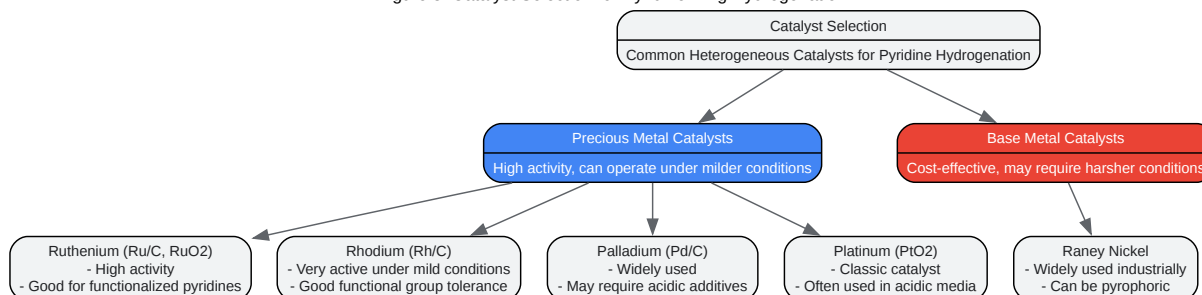 Catalyst Selection
Common Heterogeneous Catalysts for Pyridine Hydrogenation
Precious Metal Catalysts
High activity, can operate under milder conditions
Base Metal Catalysts
Cost-effective, may require harsher conditions
Ruthenium (Ru/C, RuO2)
- High activity
- Good for functionalized pyridines
Rhodium (Rh/C)
- Very active under mild conditions
- Good functional group tolerance
Palladium (Pd/C)
- Widely used
- May require acidic additives
Platinum (PtO2)
- Classic catalyst
- Often used in acidic media
Raney Nickel
- Widely used industrially
- Can be pyrophoric